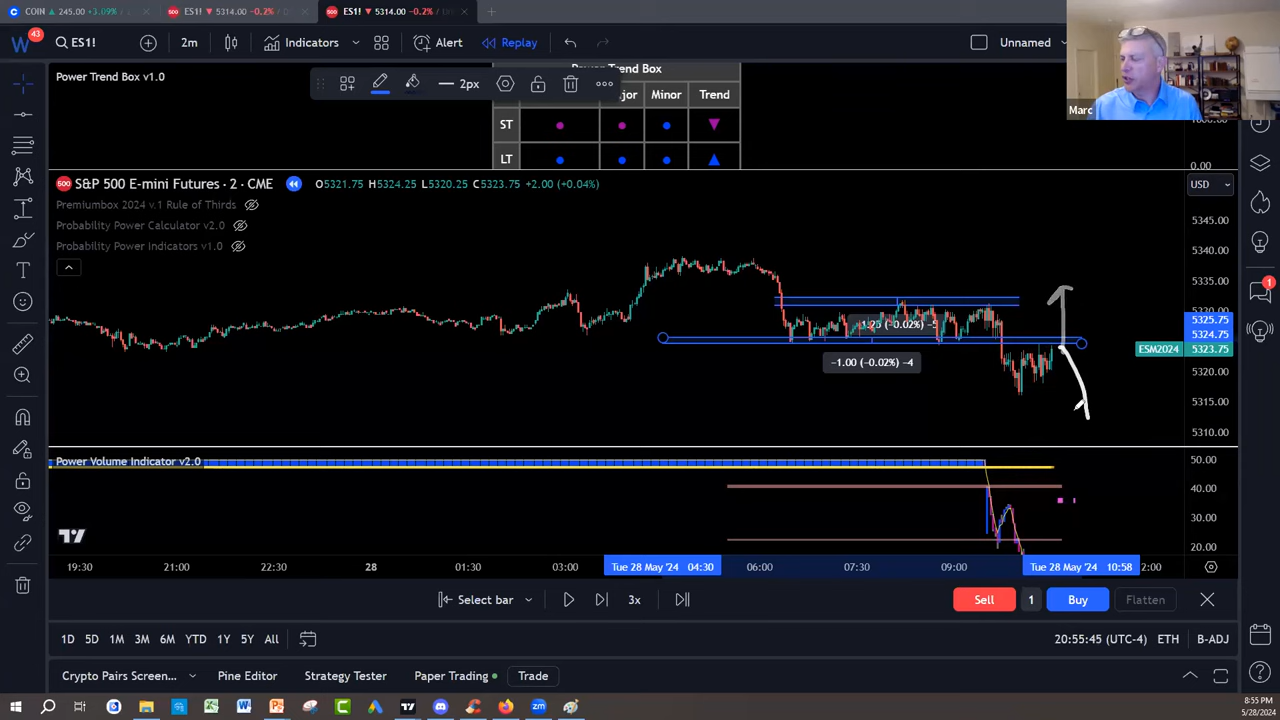 COIN ▲ 245.00 +3.09%
ES1! ▼ 5314.00 −0.2% /
ES1! ▼ 5314.00 −0.2% /
43
ES1!
2m
Indicators
Alert
Replay
Unnamed
Marc
Power Trend Box v1.0
2px
Power Trend Box
jor Minor Trend
ST
LT
0.00
S&P 500 E-mini Futures · 2 · CME
O5321.75 H5324.25 L5320.25 C5323.75 +2.00 (+0.04%)
USD
Premiumbox 2024 v.1 Rule of Thirds
Probability Power Calculator v2.0
Probability Power Indicators v1.0
5345.00
5340.00
5335.00
5325.75
5324.75
ESM2024 5323.75
5320.00
5315.00
5310.00
−1.00 (−0.02%) −4
Power Volume Indicator v2.0
50.00
40.00
30.00
20.00
19:30 21:00 22:30 28 01:30 03:00 Tue 28 May '24 04:30 06:00 07:30 09:00 Tue 28 May '24 10:58 2:00
Select bar
3x
Sell 1 Buy Flatten
1D 5D 1M 3M 6M YTD 1Y 5Y All
20:55:45 (UTC-4) ETH B-ADJ
Crypto Pairs Screen... Pine Editor Strategy Tester Paper Trading Trade
8:55 PM
5/28/2024